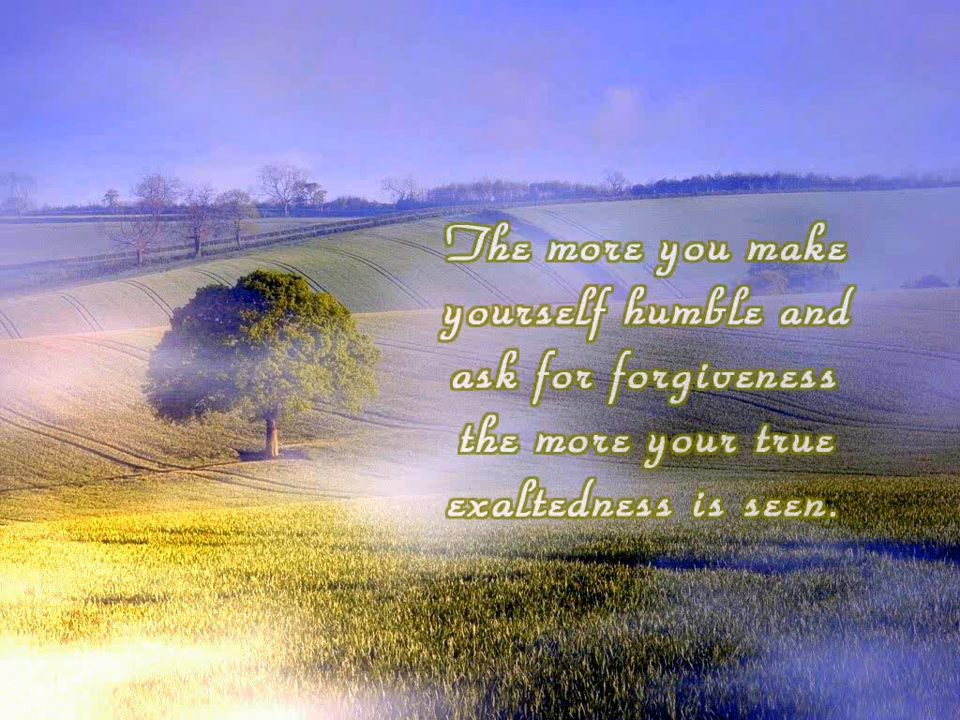 The more you make
yourself humble and
ask for forgiveness
the more your true
exaltedness is seen.